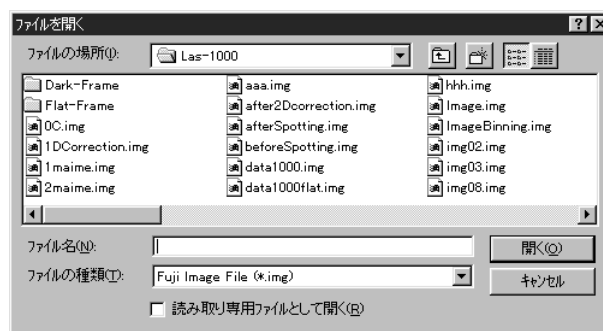 ファイルを開く
ファイルの場所(I): Las-1000
Dark-Frame aaa.img hhh.img
Flat-Frame after2Dcorrection.img Image.img
0C.img afterSpotting.img ImageBinning.img
1DCorrection.img beforeSpotting.img img02.img
1maime.img data1000.img img03.img
2maime.img data1000flat.img img08.img
ファイル名(N): 開く(O)
ファイルの種類(T): Fuji Image File (*.img) キャンセル
読み取り専用ファイルとして開く(R)